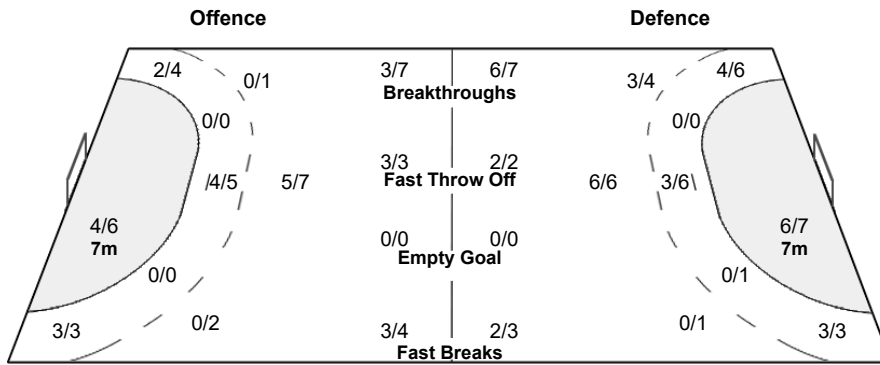 Offence Defence
2/4 0/1 3/7 6/7 3/4 4/6
Breakthroughs
0/0 0/0
3/3 2/2
4/5 5/7 Fast Throw Off 6/6 3/6
4/6 6/7
7m 0/0 0/0 7m
Empty Goal
0/0 0/1
3/3 0/2 3/4 2/3 0/1 3/3
Fast Breaks